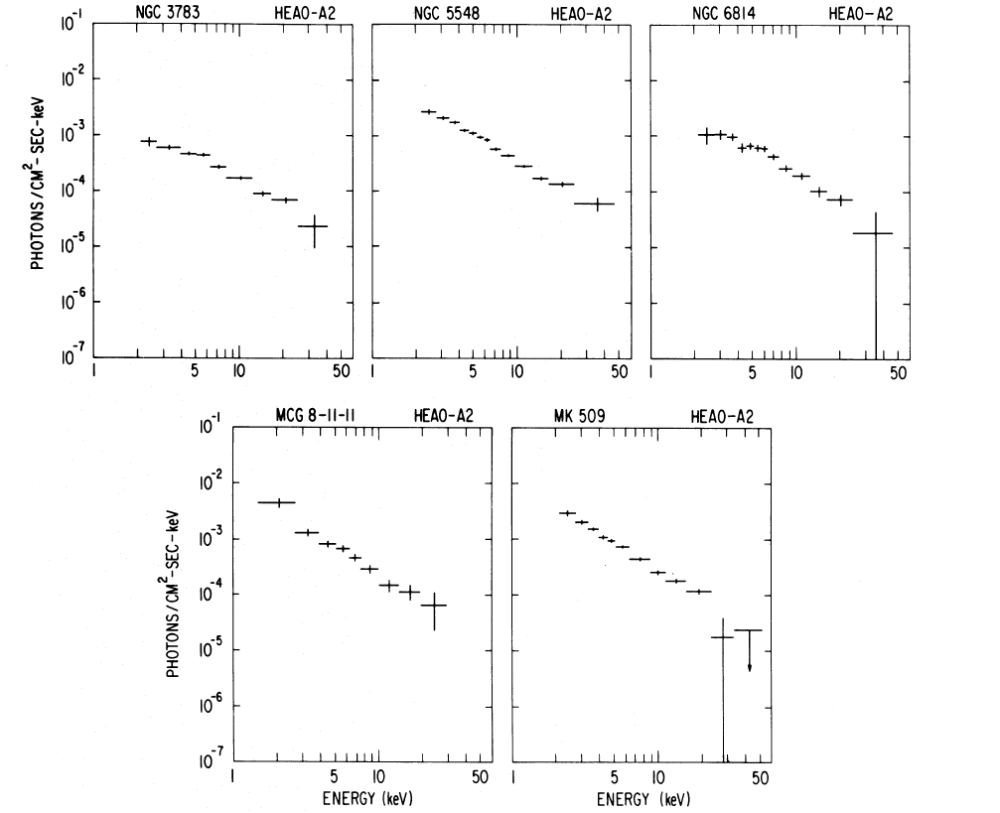 NGC 3783 HEAO-A2 NGC 5548 HEAO-A2 NGC 6814 HEAO-A2
10⁻¹
10⁻²
10⁻³
10⁻⁴
10⁻⁵
10⁻⁶
10⁻⁷
PHOTONS/CM²-SEC-keV
1 5 10 50 1 5 10 50 1 5 10 50
MCG 8-11-11 HEAO-A2 MK 509 HEAO-A2
10⁻¹
10⁻²
10⁻³
10⁻⁴
10⁻⁵
10⁻⁶
10⁻⁷
PHOTONS/CM²-SEC-keV
1 5 10 50 1 5 10 50
ENERGY (keV) ENERGY (keV)